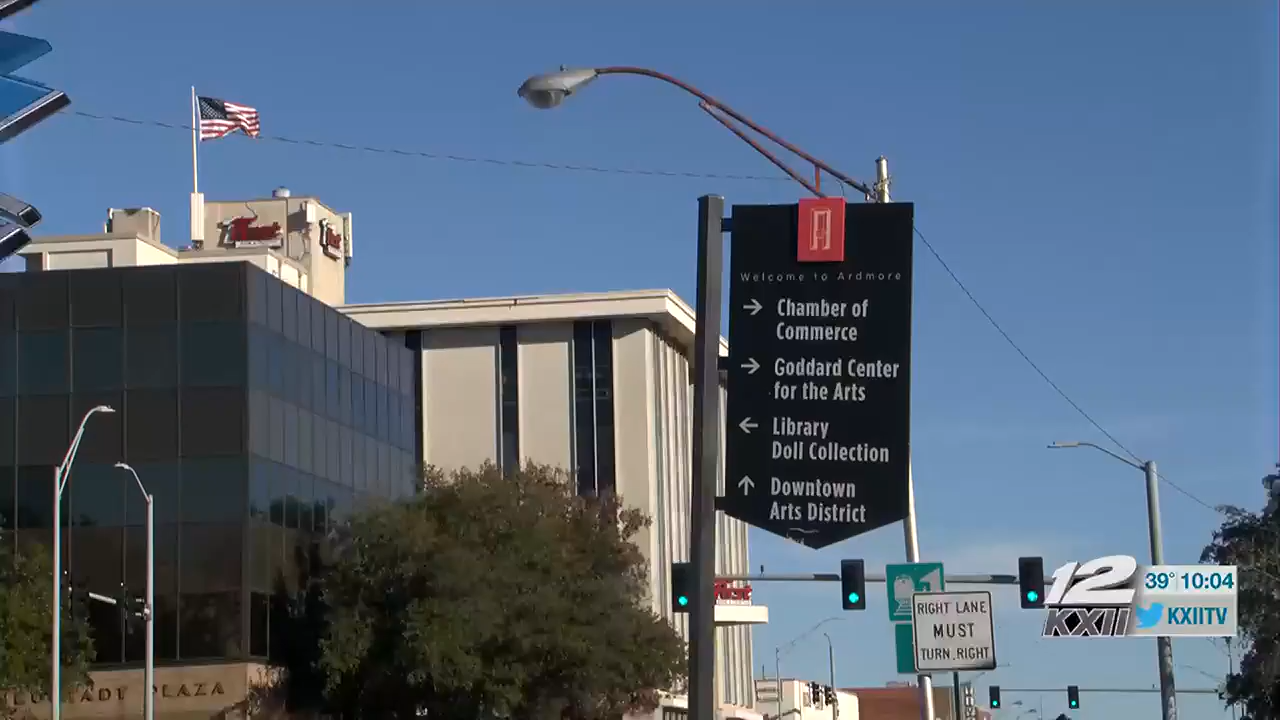 Welcome to Ardmore
→ Chamber of
Commerce
→ Goddard Center
for the Arts
← Library
Doll Collection
↑ Downtown
Arts District
First
RIGHT LANE
MUST
TURN RIGHT
PLAZA
12
KXII
39° 10:04
KXIITV